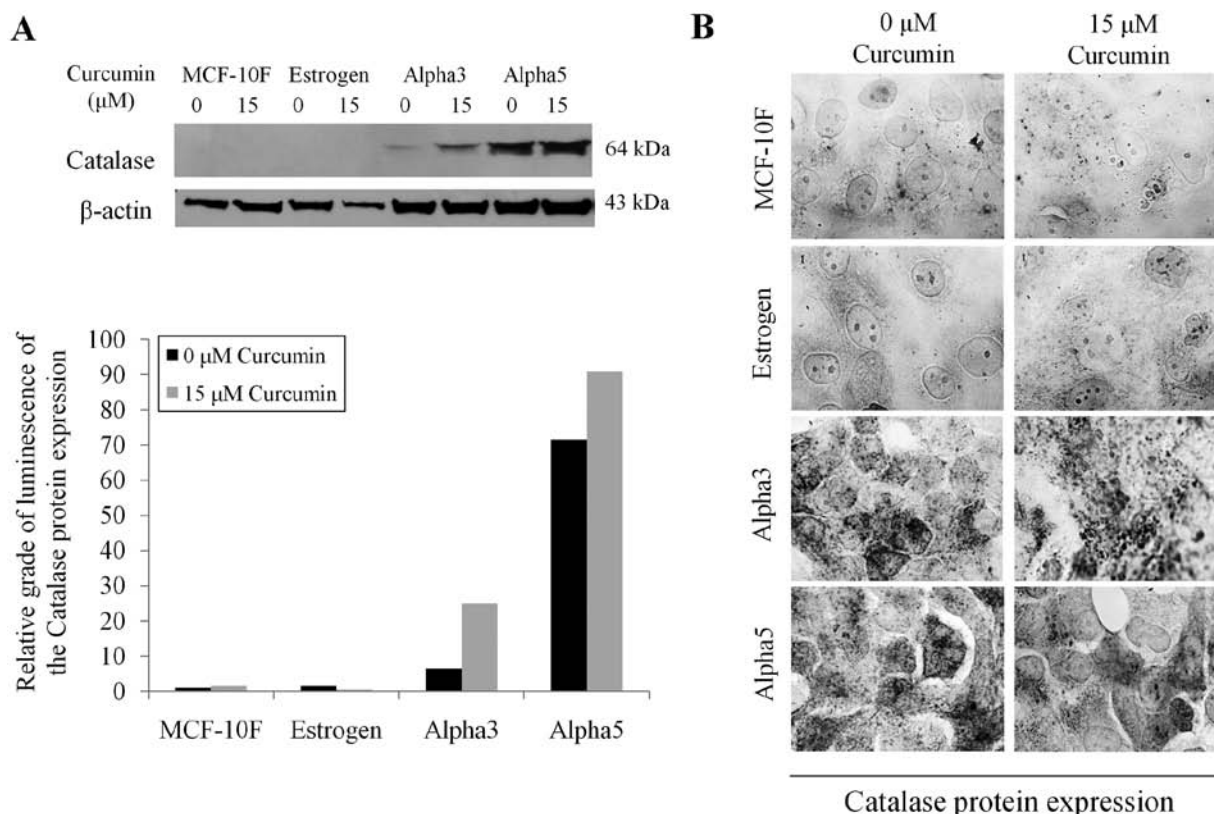 A
Curcumin (μM)
MCF-10F Estrogen Alpha3 Alpha5
0 15 0 15 0 15 0 15
Catalase
64 kDa
β-actin
43 kDa
Relative grade of luminescence of
the Catalase protein expression
100
90
80
70
60
50
40
30
20
10
0
0 μM Curcumin
15 μM Curcumin
MCF-10F Estrogen Alpha3 Alpha5
B
0 μM
Curcumin
15 μM
Curcumin
MCF-10F
Estrogen
Alpha3
Alpha5
Catalase protein expression